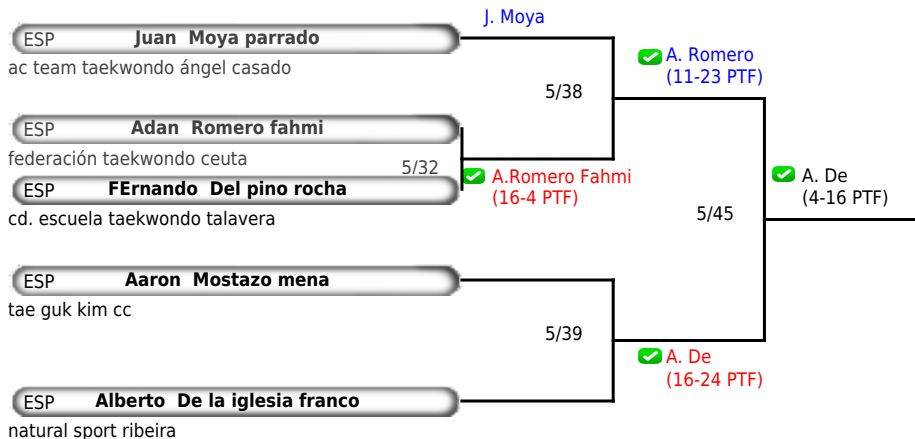 J. Moya
ESP Juan Moya parrado
ac team taekwondo ángel casado
A. Romero
(11-23 PTF)
5/38
ESP Adan Romero fahmi
federación taekwondo ceuta
5/32
A.Romero Fahmi
(16-4 PTF)
ESP FErnando Del pino rocha
cd. escuela taekwondo talavera
A. De
(4-16 PTF)
5/45
ESP Aaron Mostazo mena
tae guk kim cc
5/39
A. De
(16-24 PTF)
ESP Alberto De la iglesia franco
natural sport ribeira